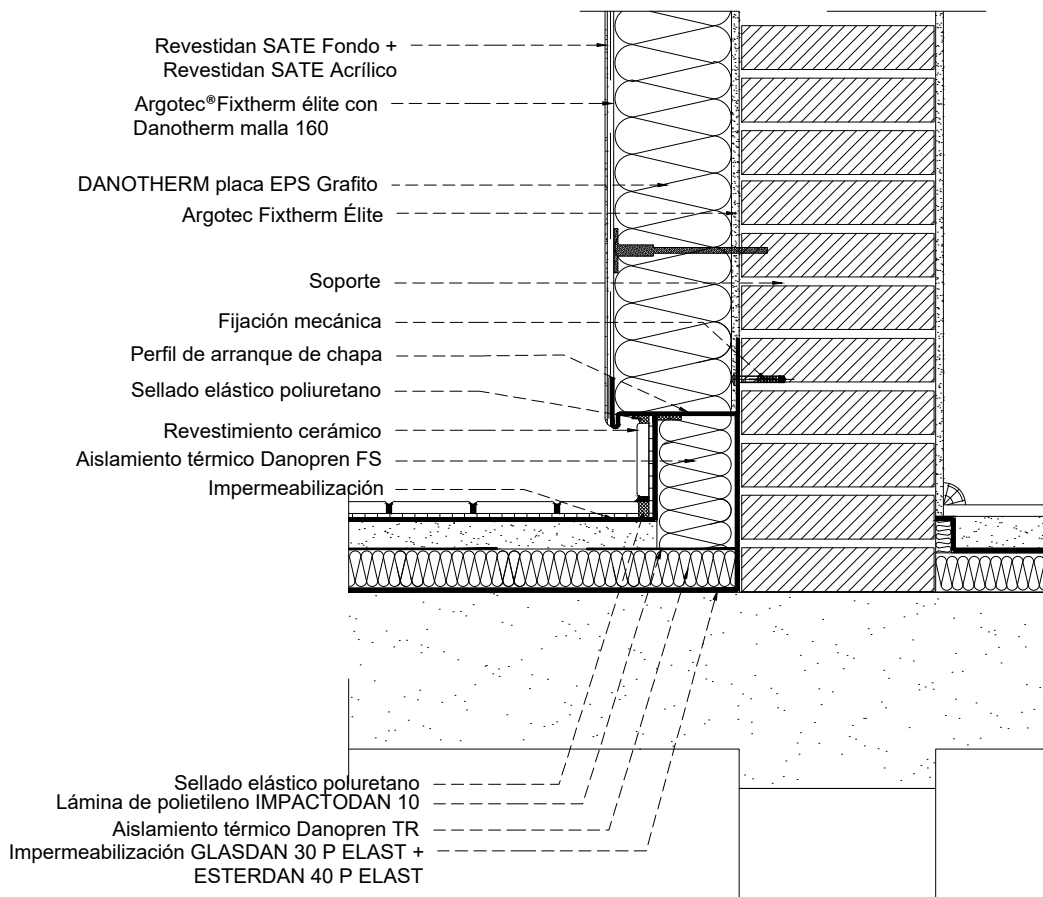 Revestidan SATE Fondo +
Revestidan SATE Acrílico
Argotec®Fixtherm élite con
Danotherm malla 160
DANOTHERM placa EPS Grafito
Argotec Fixtherm Élite
Soporte
Fijación mecánica
Perfil de arranque de chapa
Sellado elástico poliuretano
Revestimiento cerámico
Aislamiento térmico Danopren FS
Impermeabilización
Sellado elástico poluretano
Lámina de polietileno IMPACTODAN 10
Aislamiento térmico Danopren TR
Impermeabilización GLASDAN 30 P ELAST +
ESTERDAN 40 P ELAST